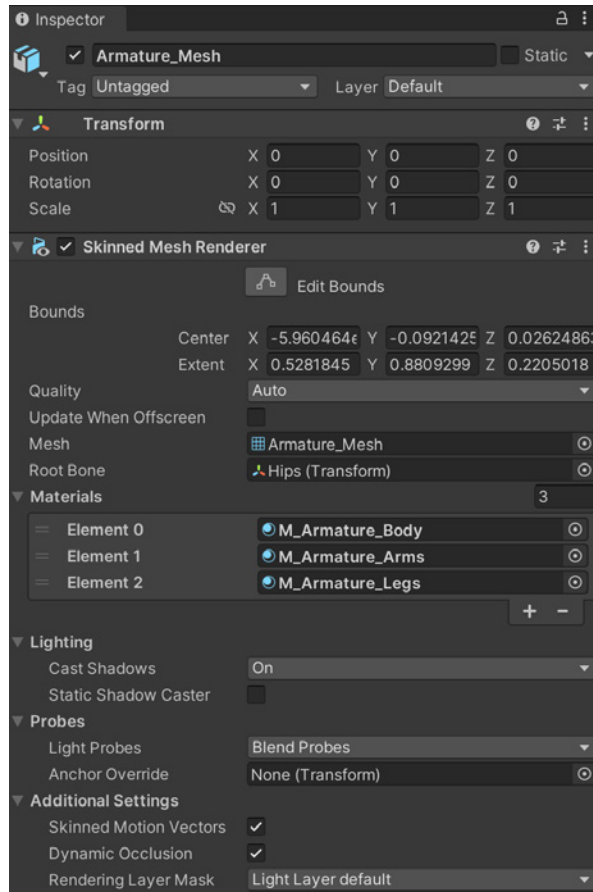 Inspector
Armature_Mesh Static
Tag Untagged Layer Default
Transform
Position X 0 Y 0 Z 0
Rotation X 0 Y 0 Z 0
Scale X 1 Y 1 Z 1
Skinned Mesh Renderer
Edit Bounds
Bounds
Center X -5.960464e Y -0.0921425 Z 0.02624863
Extent X 0.5281845 Y 0.8809299 Z 0.2205018
Quality Auto
Update When Offscreen
Mesh Armature_Mesh
Root Bone Hips (Transform)
Materials 3
Element 0 M_Armature_Body
Element 1 M_Armature_Arms
Element 2 M_Armature_Legs
+ -
Lighting
Cast Shadows On
Static Shadow Caster
Probes
Light Probes Blend Probes
Anchor Override None (Transform)
Additional Settings
Skinned Motion Vectors
Dynamic Occlusion
Rendering Layer Mask Light Layer default